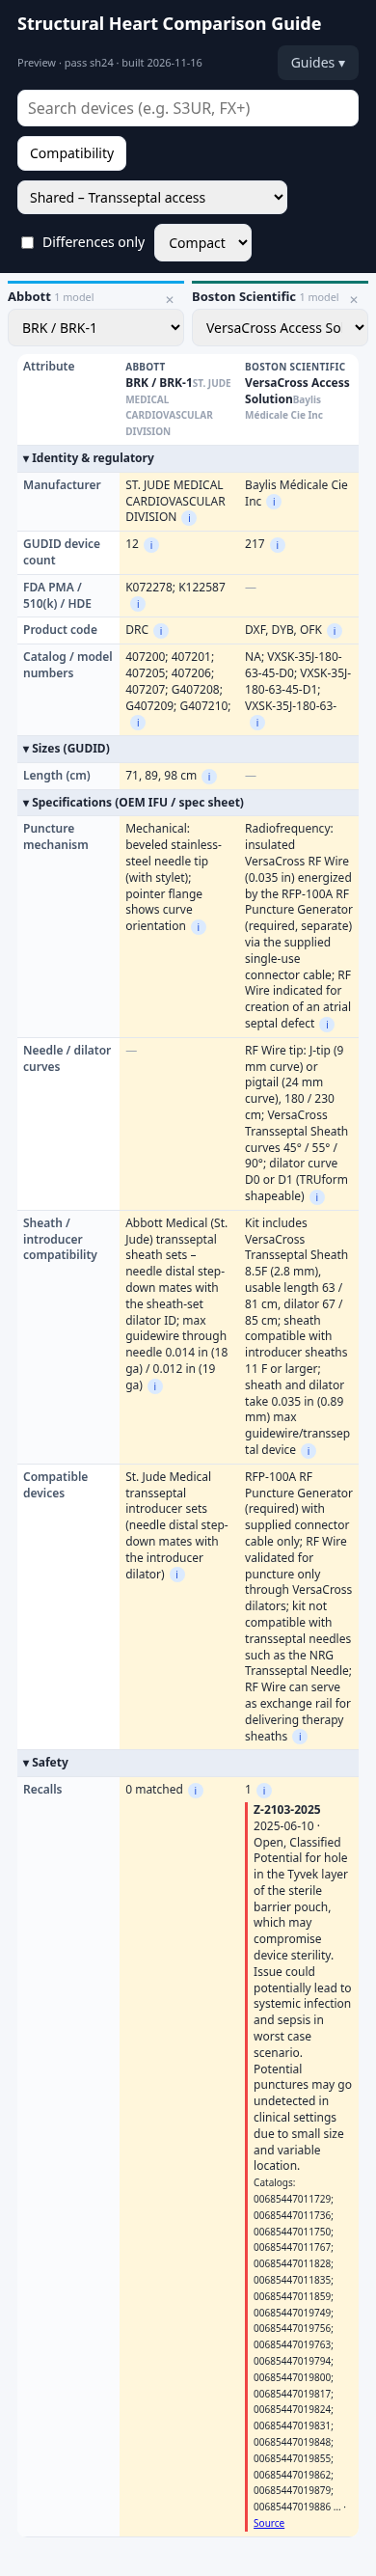 Structural Heart Comparison Guide
Preview · pass sh24 · built 2026-11-16
Guides ▾
Search devices (e.g. S3UR, FX+)
Compatibility
Shared – Transseptal access
Differences only
Compact
Abbott 1 model ×
BRK / BRK-1
Boston Scientific 1 model ×
VersaCross Access So
Attribute
ABBOTT
BRK / BRK-1 ST. JUDE
MEDICAL
CARDIOVASCULAR
DIVISION
BOSTON SCIENTIFIC
VersaCross Access
Solution Baylis
Médicale Cie Inc
▾ Identity & regulatory
Manufacturer
ST. JUDE MEDICAL
CARDIOVASCULAR
DIVISION i
Baylis Médicale Cie
Inc i
GUDID device
count
12 i
217 i
FDA PMA /
510(k) / HDE
K072278; K122587
i
—
Product code
DRC i
DXF, DYB, OFK i
Catalog / model
numbers
407200; 407201;
407205; 407206;
407207; G407208;
G407209; G407210;
i
NA; VXSK-35J-180-
63-45-D0; VXSK-35J-
180-63-45-D1;
VXSK-35J-180-63-
i
▾ Sizes (GUDID)
Length (cm)
71, 89, 98 cm i
—
▾ Specifications (OEM IFU / spec sheet)
Puncture
mechanism
Mechanical:
beveled stainless-
steel needle tip
(with stylet);
pointer flange
shows curve
orientation i
Radiofrequency:
insulated
VersaCross RF Wire
(0.035 in) energized
by the RFP-100A RF
Puncture Generator
(required, separate)
via the supplied
single-use
connector cable; RF
Wire indicated for
creation of an atrial
septal defect i
Needle / dilator
curves
—
RF Wire tip: J-tip (9
mm curve) or
pigtail (24 mm
curve), 180 / 230
cm; VersaCross
Transseptal Sheath
curves 45° / 55° /
90°; dilator curve
D0 or D1 (TRUform
shapeable) i
Sheath /
introducer
compatibility
Abbott Medical (St.
Jude) transseptal
sheath sets –
needle distal step-
down mates with
the sheath-set
dilator ID; max
guidewire through
needle 0.014 in (18
ga) / 0.012 in (19
ga) i
Kit includes
VersaCross
Transseptal Sheath
8.5F (2.8 mm),
usable length 63 /
81 cm, dilator 67 /
85 cm; sheath
compatible with
introducer sheaths
11 F or larger;
sheath and dilator
take 0.035 in (0.89
mm) max
guidewire/transsep
tal device i
Compatible
devices
St. Jude Medical
transseptal
introducer sets
(needle distal step-
down mates with
the introducer
dilator) i
RFP-100A RF
Puncture Generator
(required) with
supplied connector
cable only; RF Wire
validated for
puncture only
through VersaCross
dilators; kit not
compatible with
transseptal needles
such as the NRG
Transseptal Needle;
RF Wire can serve
as exchange rail for
delivering therapy
sheaths i
▾ Safety
Recalls
0 matched i
1 i
Z-2103-2025
2025-06-10 ·
Open, Classified
Potential for hole
in the Tyvek layer
of the sterile
barrier pouch,
which may
compromise
device sterility.
Issue could
potentially lead to
systemic infection
and sepsis in
worst case
scenario.
Potential
punctures may go
undetected in
clinical settings
due to small size
and variable
location.
Catalogs:
00685447011729;
00685447011736;
00685447011750;
00685447011767;
00685447011828;
00685447011835;
00685447011859;
00685447019749;
00685447019756;
00685447019763;
00685447019794;
00685447019800;
00685447019817;
00685447019824;
00685447019831;
00685447019848;
00685447019855;
00685447019862;
00685447019879;
00685447019886 … ·
Source